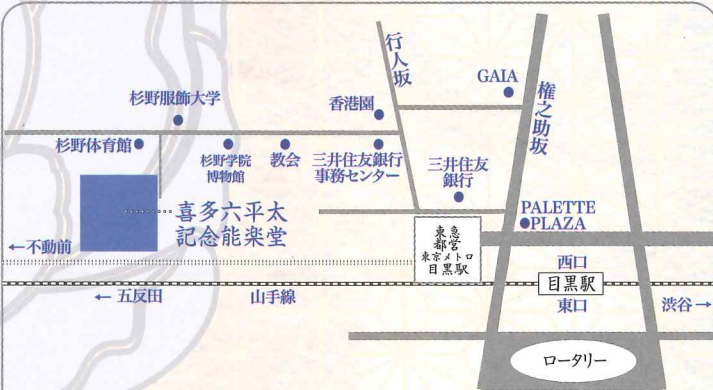 行人坂
GAIA
権之助坂
杉野服飾大学
香港園
杉野体育館
杉野学院
博物館
教会
三井住友銀行
事務センター
三井住友
銀行
喜多六平太
記念能楽堂
PALETTE
PLAZA
東急
都営
東京メトロ
目黒駅
←不動前
西口
目黒駅
東口
← 五反田
山手線
渋谷→
ロータリー